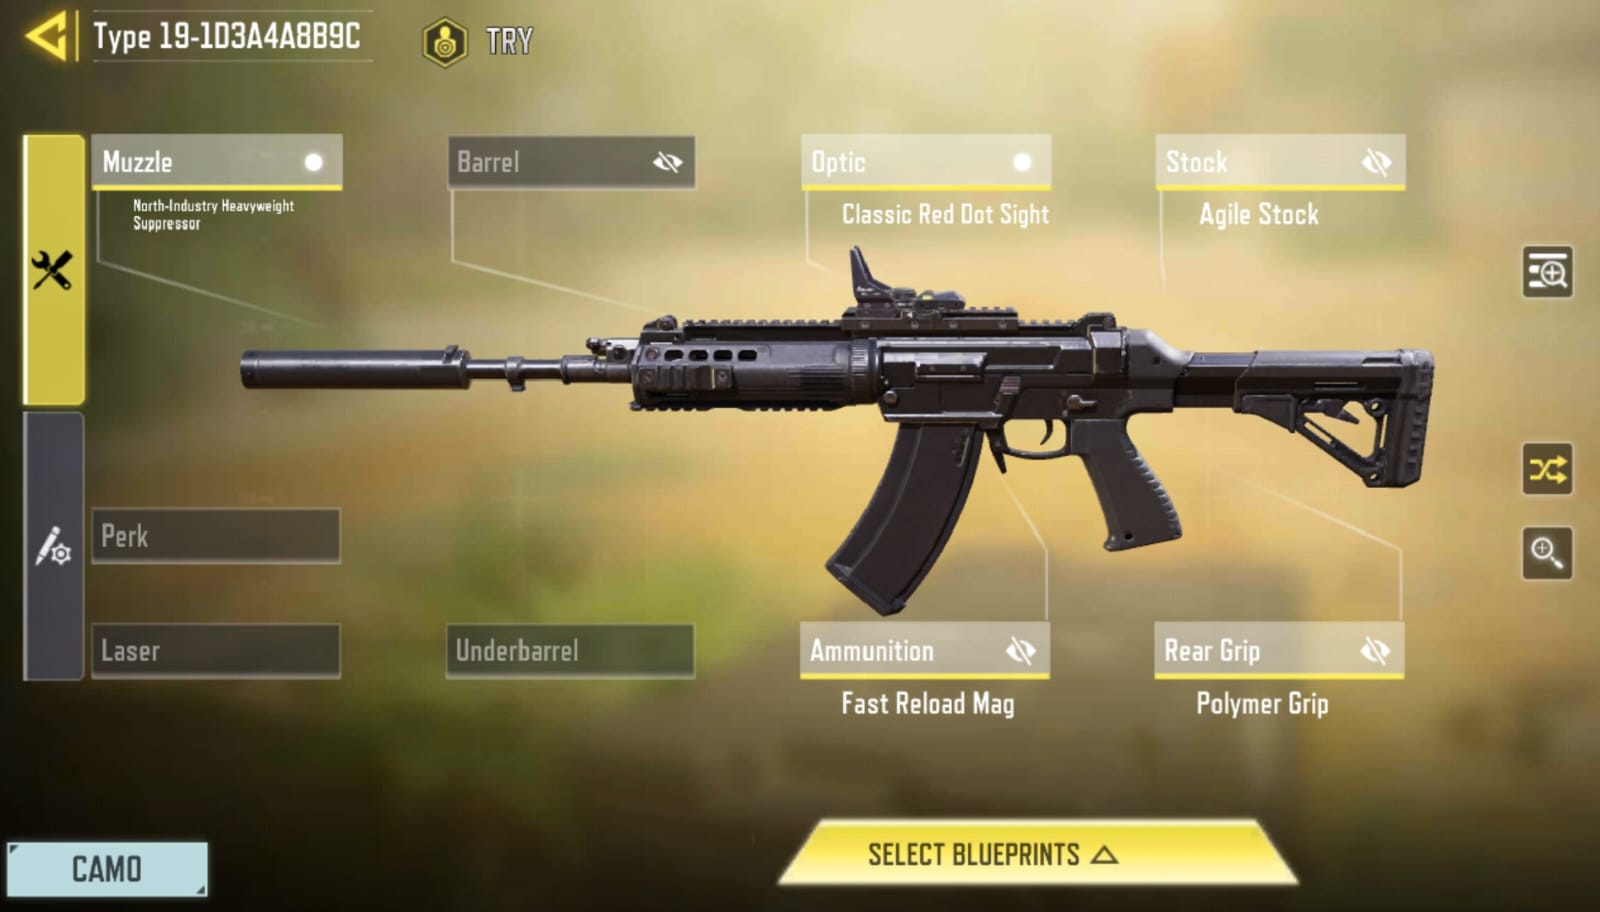 Type 19-1D3A4A8B9C
TRY
Muzzle
North-Industry Heavyweight
Suppressor
Barrel
Optic
Classic Red Dot Sight
Stock
Agile Stock
Perk
Laser
Underbarrel
Ammunition
Fast Reload Mag
Rear Grip
Polymer Grip
SELECT BLUEPRINTS
CAMO